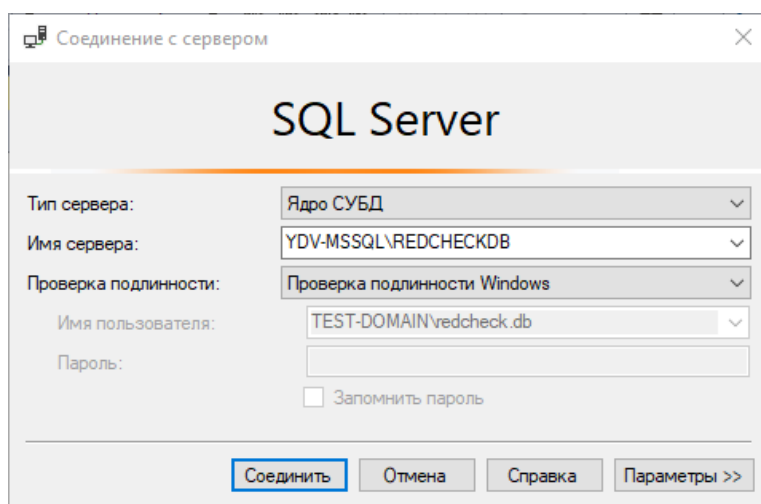 Соединение с сервером
SQL Server
Тип сервера: Ядро СУБД
Имя сервера: YDV-MSSQL\REDCHECKDB
Проверка подлинности: Проверка подлинности Windows
Имя пользователя: TEST-DOMAIN\redcheck.db
Пароль:
Запомнить пароль
Соединить Отмена Справка Параметры >>